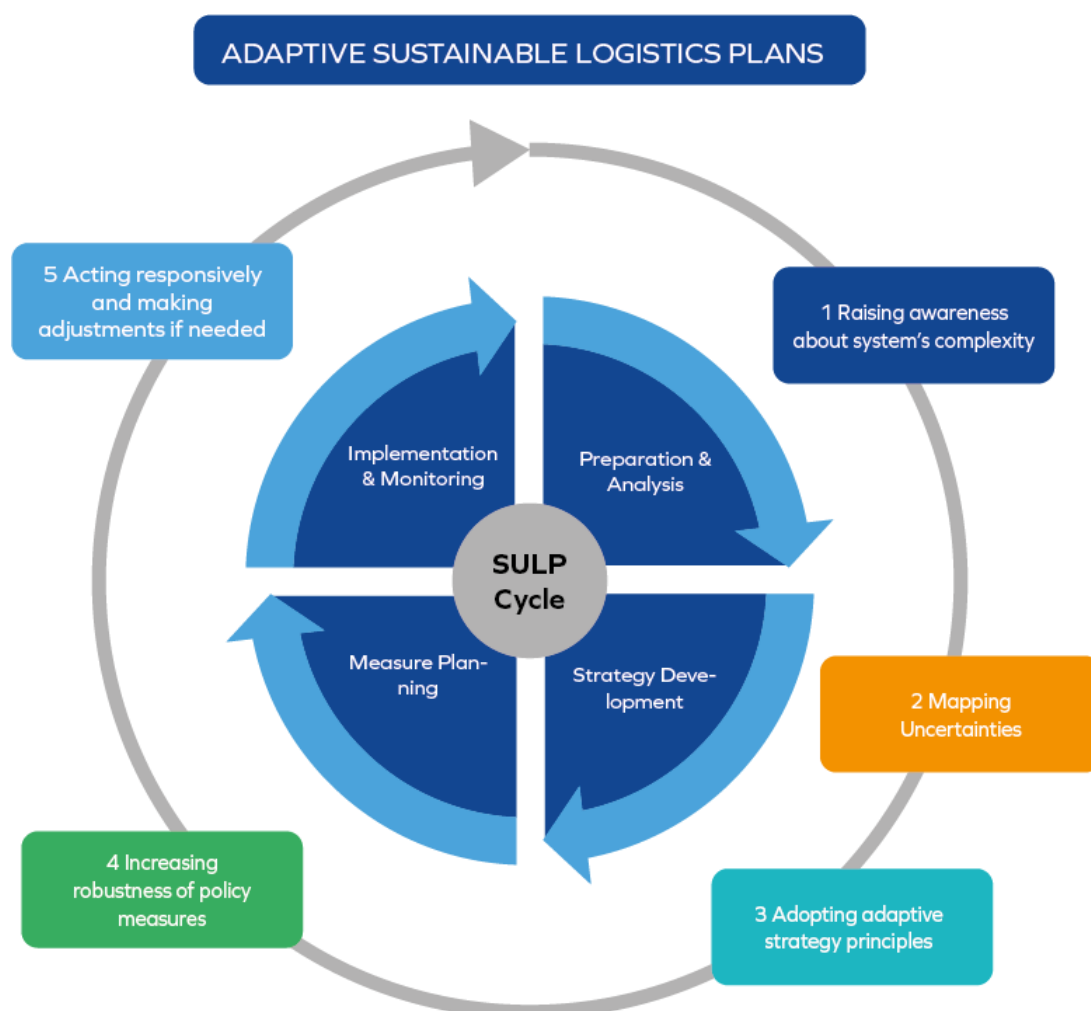 ADAPTIVE SUSTAINABLE LOGISTICS PLANS
5 Acting responsively
and making
adjustments if needed
1 Raising awareness
about system's complexity
Implementation
& Monitoring
Preparation &
Analysis
SULP
Cycle
Measure Plan-
ning
Strategy Deve-
lopment
2 Mapping
Uncertainties
4 Increasing
robustness of policy
measures
3 Adopting adaptive
strategy principles